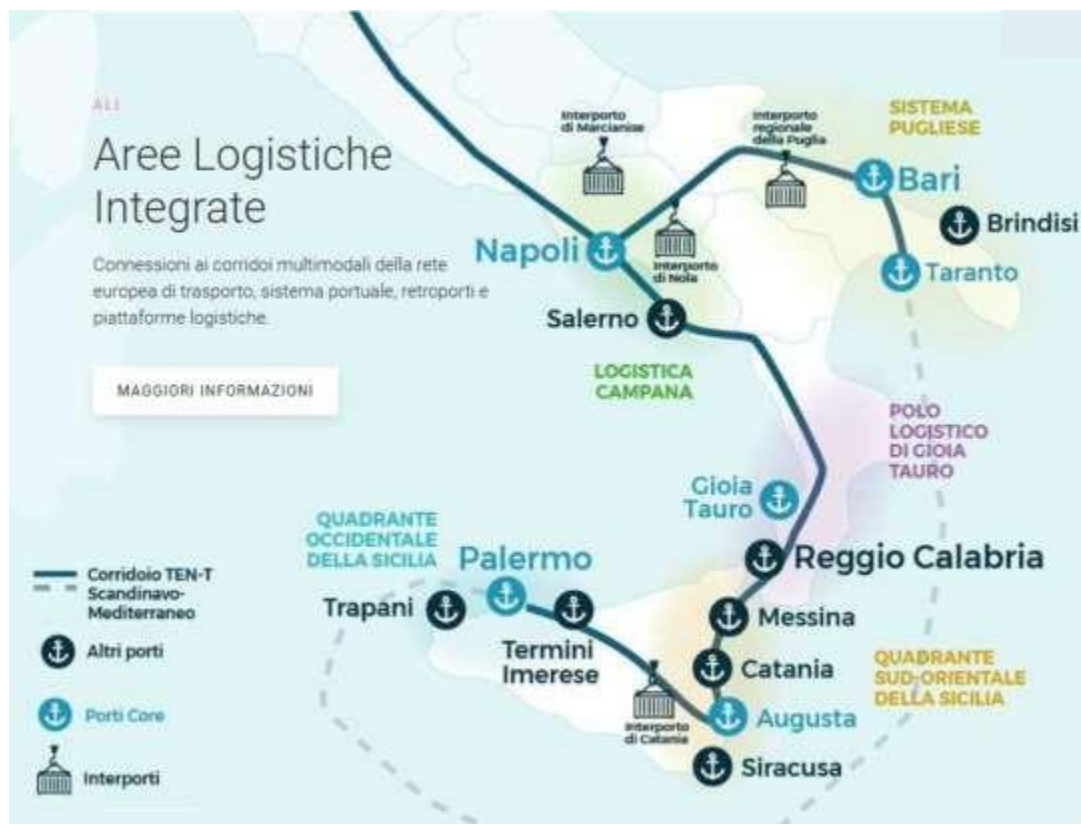 ALI
Aree Logistiche
Integrate
Connessioni ai corridoi multimodali della rete
europea di trasporto, sistema portuale, retroporti e
piattaforme logistiche.
MAGGIORI INFORMAZIONI
Interporto
di Marcianise
Interporto
regionale
della Puglia
SISTEMA
PUGLIESE
Bari
Brindisi
Napoli
Interporto
di Nola
Taranto
Salerno
LOGISTICA
CAMPANA
POLO
LOGISTICO
DI GIOIA
TAURO
Gioia
Tauro
QUADRANTE
OCCIDENTALE
DELLA SICILIA
Palermo
Reggio Calabria
Trapani
Termini
Imerese
Messina
Catania
QUADRANTE
SUD-ORIENTALE
DELLA SICILIA
Interporto
di Catania
Augusta
Siracusa
Corridoio TEN-T
Scandinavo-
Mediterraneo
Altri porti
Porti Core
Interporti